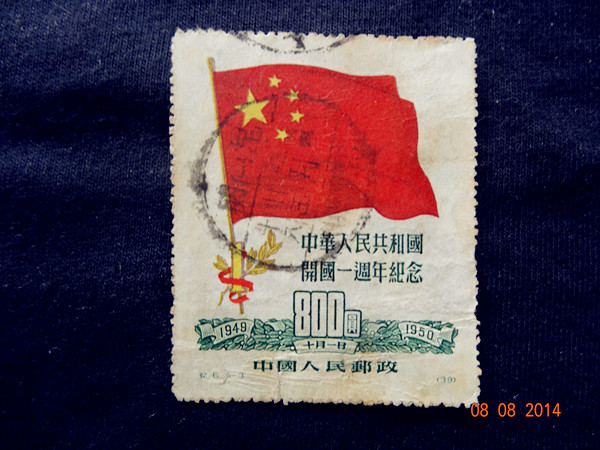 中華人民共和國
開國一週年紀念
800圓
1949 1950
十月一日
中國人民郵政
(39)
08 08 2014